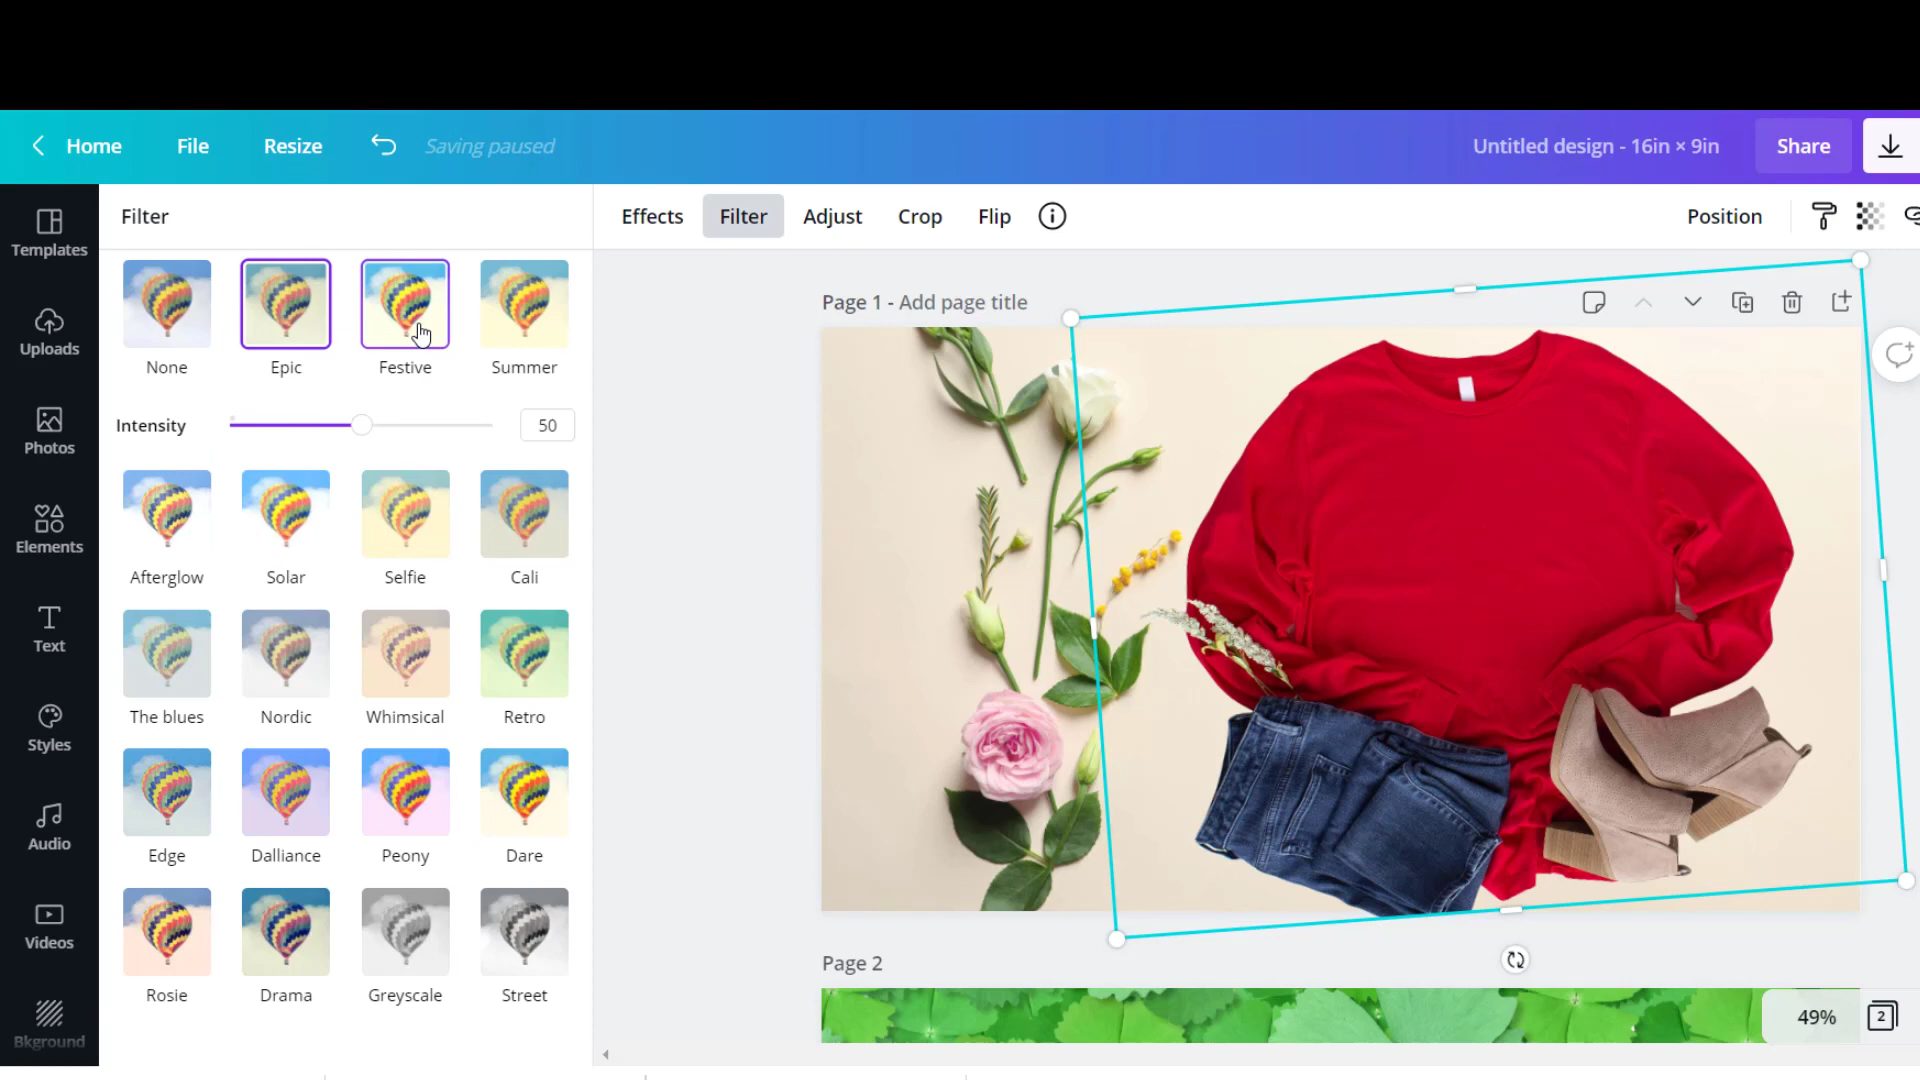 Home File Resize Saving paused Untitled design - 16in × 9in Share
Templates
Uploads
Photos
Elements
Text
Styles
Audio
Videos
Bkground
Filter
Effects Filter Adjust Crop Flip Position
None Epic Festive Summer
Intensity 50
Afterglow Solar Selfie Cali
The blues Nordic Whimsical Retro
Edge Dalliance Peony Dare
Rosie Drama Greyscale Street
Page 1 - Add page title
Page 2
49% 2